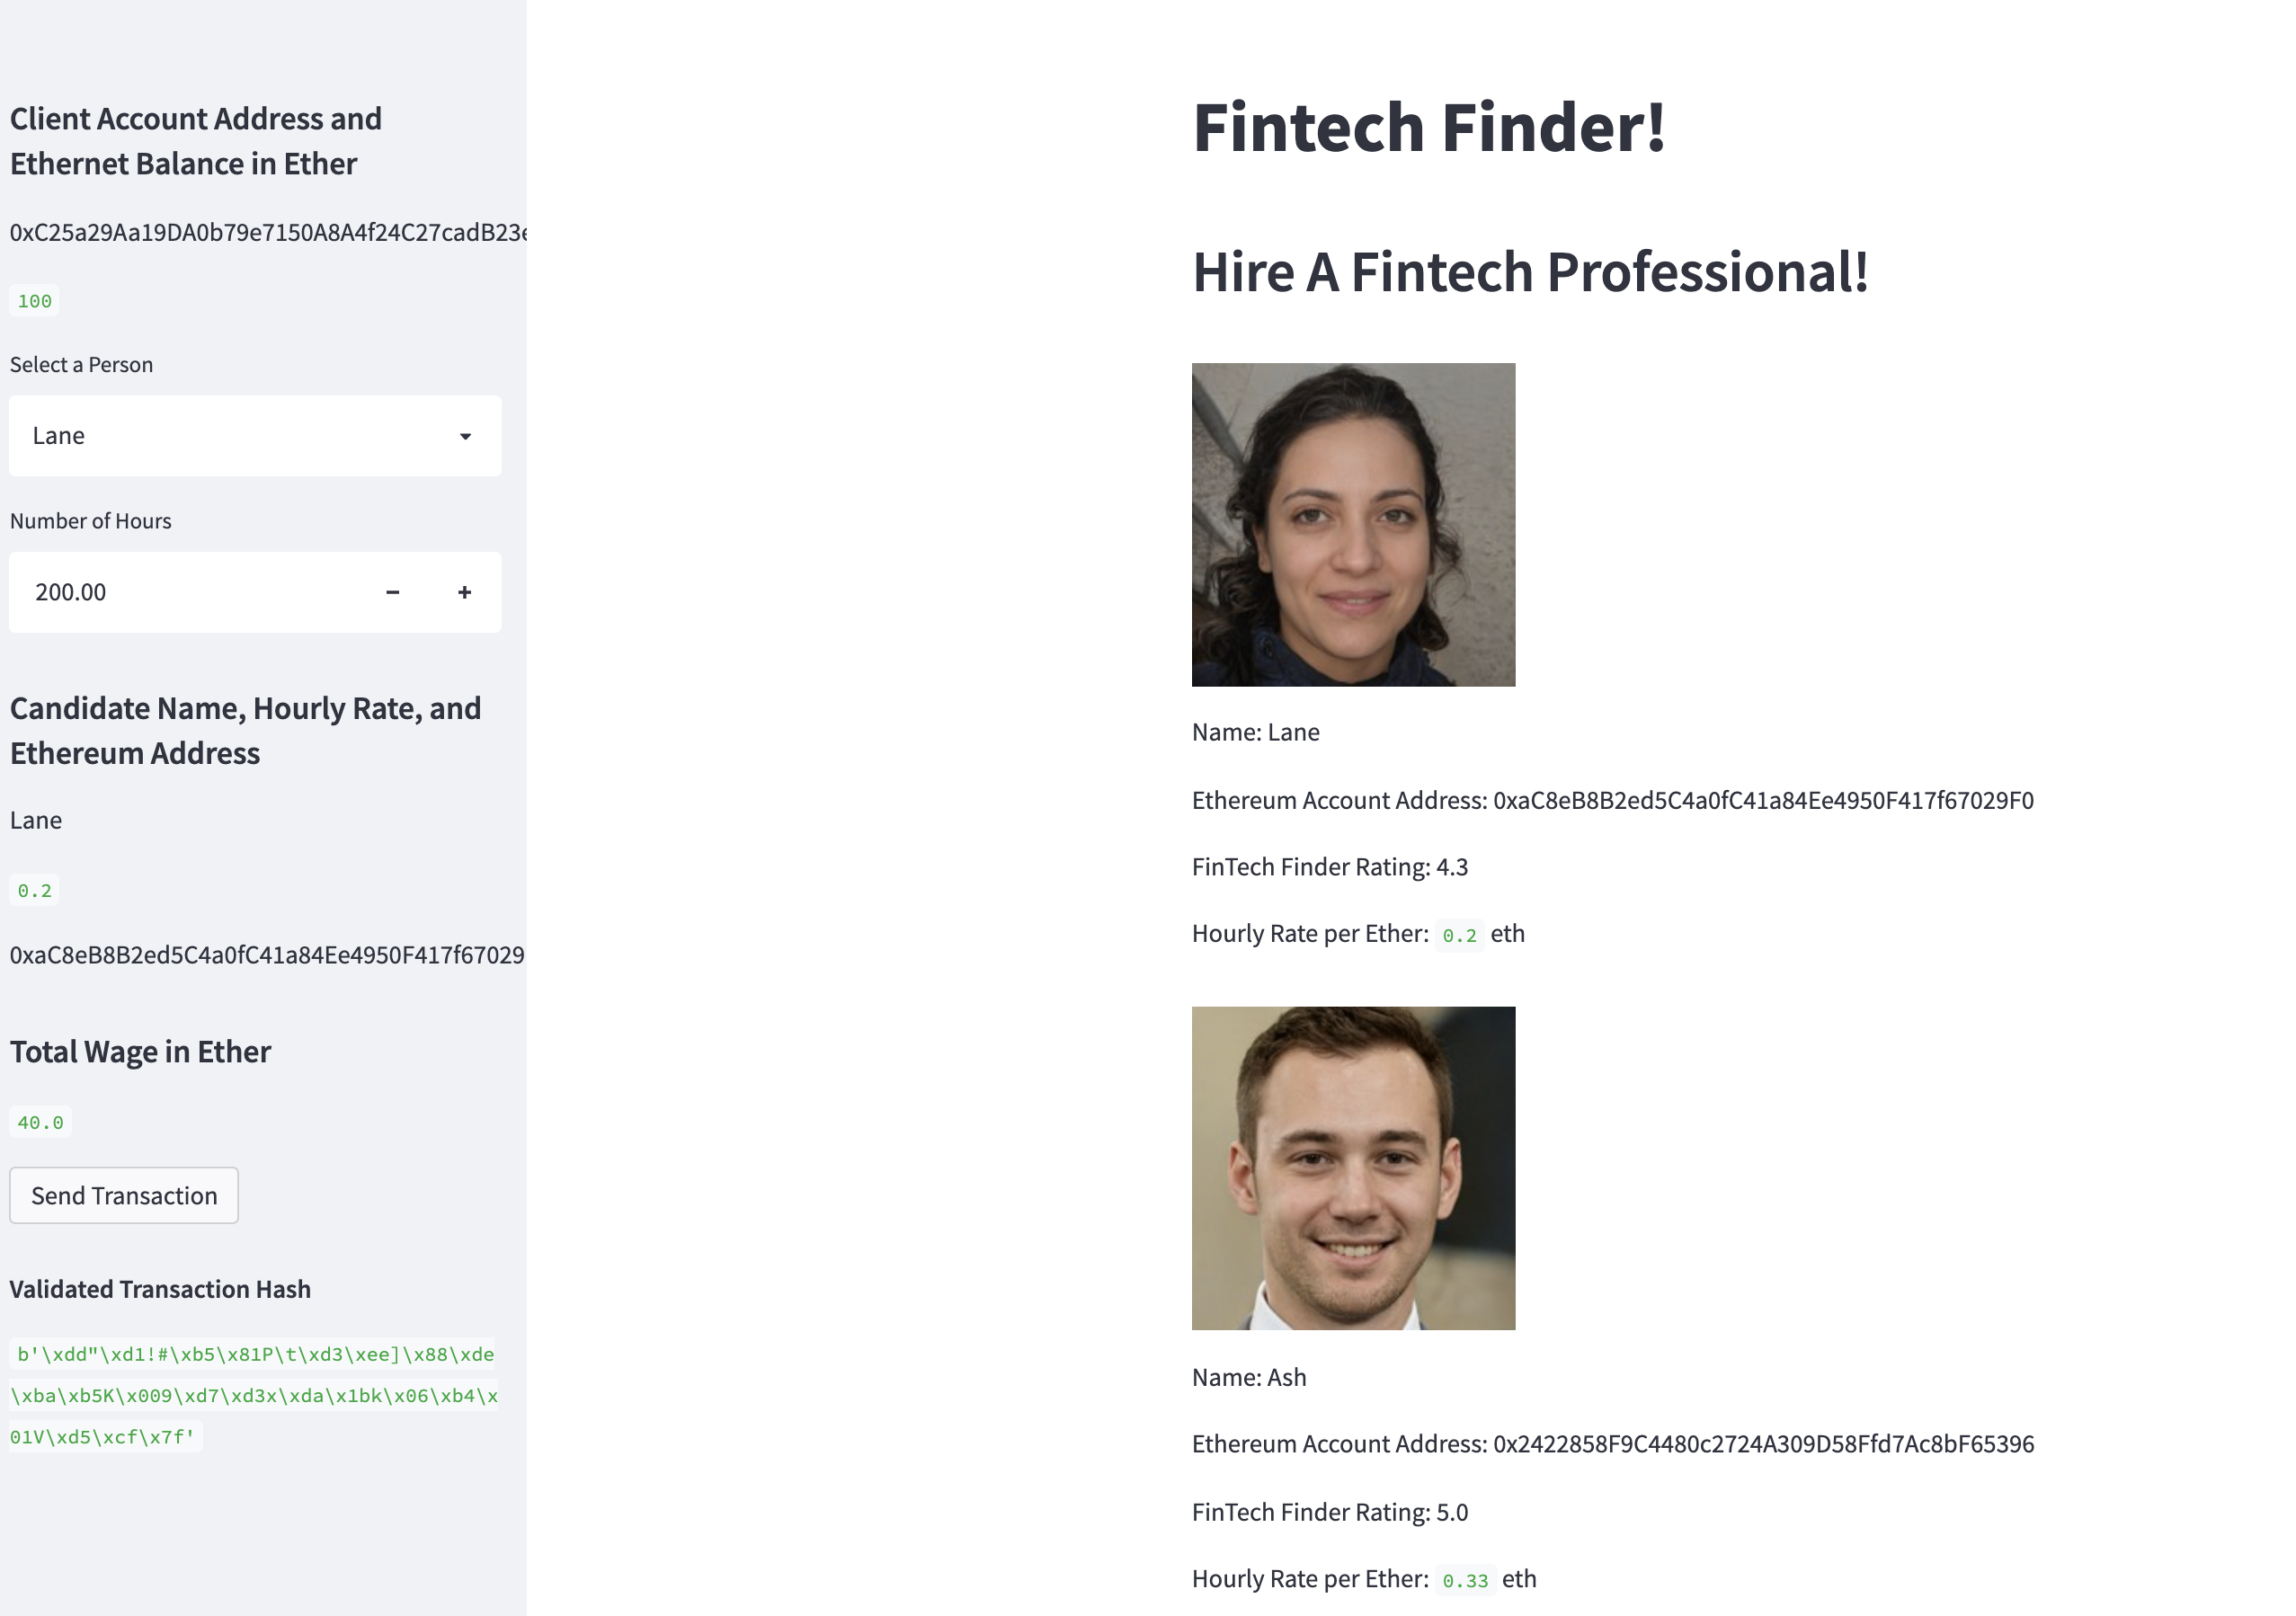 Client Account Address and
Ethernet Balance in Ether
0xC25a29Aa19DA0b79e7150A8A4f24C27cadB23e
100
Select a Person
Lane
Number of Hours
200.00
− +
Candidate Name, Hourly Rate, and
Ethereum Address
Lane
0.2
0xaC8eB8B2ed5C4a0fC41a84Ee4950F417f67029
Total Wage in Ether
40.0
Send Transaction
Validated Transaction Hash
b'\xdd"\xd1!#\xb5\x81P\t\xd3\xee]\x88\xde
\xba\xb5K\x009\xd7\xd3x\xda\x1bk\x06\xb4\x
01V\xd5\xcf\x7f'
Fintech Finder!
Hire A Fintech Professional!
Name: Lane
Ethereum Account Address: 0xaC8eB8B2ed5C4a0fC41a84Ee4950F417f67029F0
FinTech Finder Rating: 4.3
Hourly Rate per Ether: 0.2 eth
Name: Ash
Ethereum Account Address: 0x2422858F9C4480c2724A309D58Ffd7Ac8bF65396
FinTech Finder Rating: 5.0
Hourly Rate per Ether: 0.33 eth